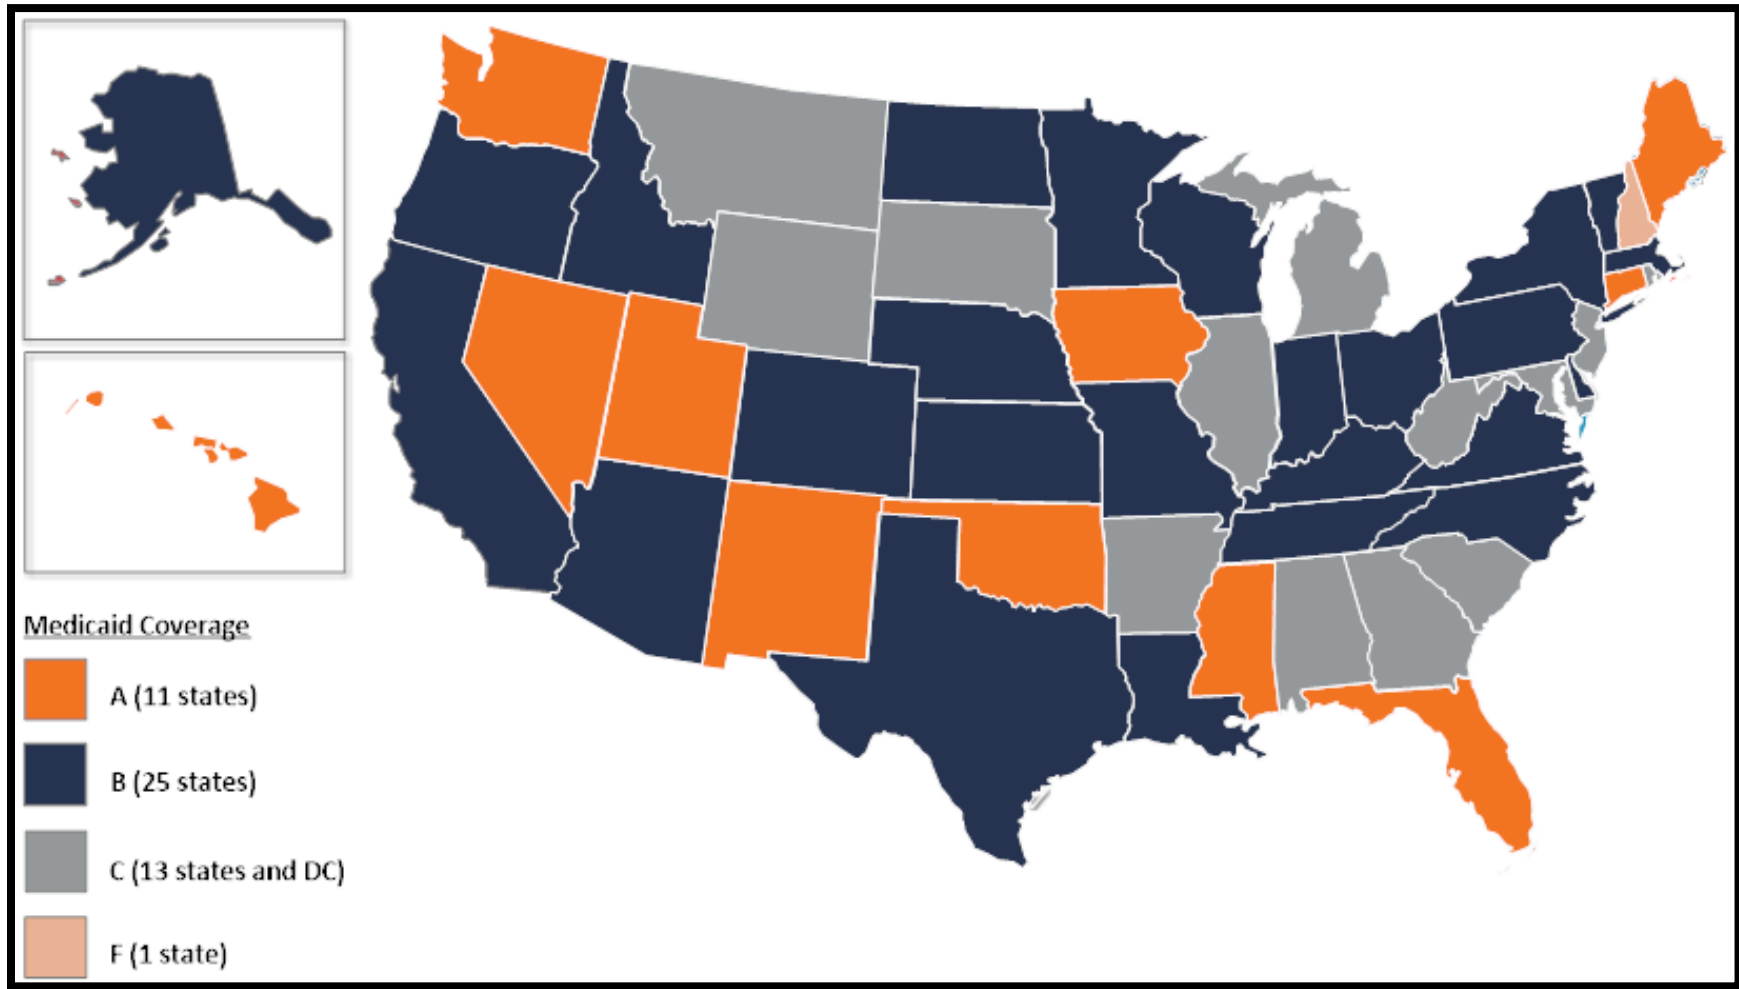 Medicaid Coverage
A (11 states)
B (25 states)
C (13 states and DC)
F (1 state)